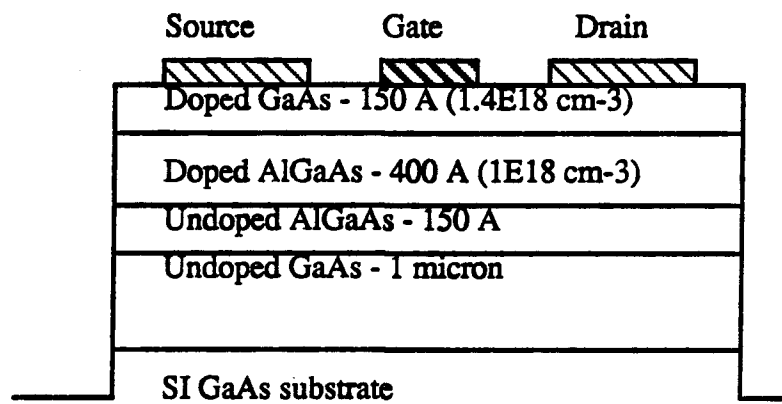 Source Gate Drain
Doped GaAs - 150 A (1.4E18 cm-3)
Doped AlGaAs - 400 A (1E18 cm-3)
Undoped AlGaAs - 150 A
Undoped GaAs - 1 micron
SI GaAs substrate